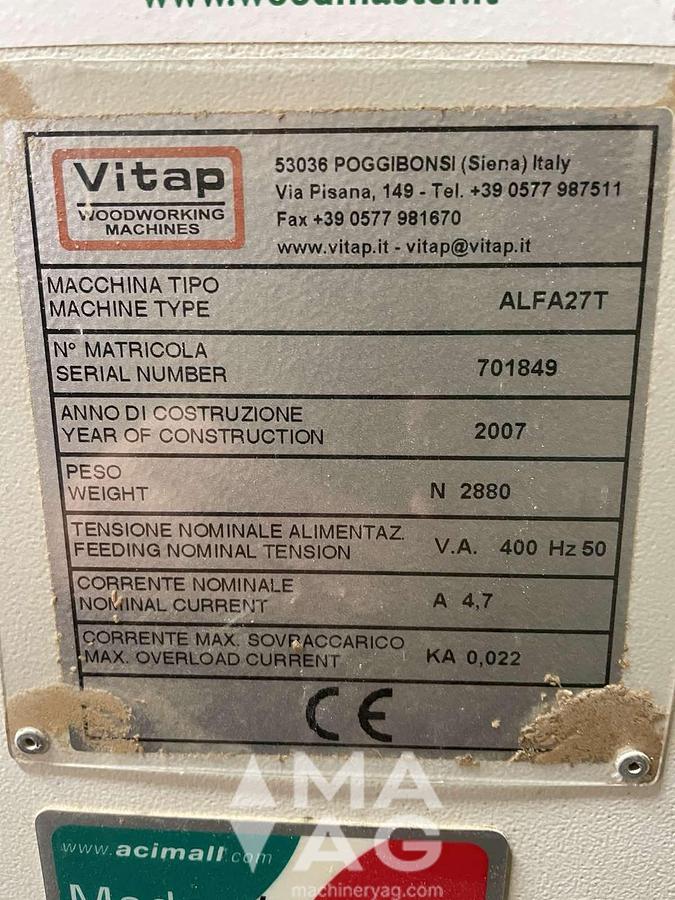 www.woodmaster.it
Vitap
WOODWORKING
MACHINES
53036 POGGIBONSI (Siena) Italy
Via Pisana, 149 - Tel. +39 0577 987511
Fax +39 0577 981670
www.vitap.it - vitap@vitap.it
MACCHINA TIPO
MACHINE TYPE
ALFA27T
N° MATRICOLA
SERIAL NUMBER
701849
ANNO DI COSTRUZIONE
YEAR OF CONSTRUCTION
2007
PESO
WEIGHT
N 2880
TENSIONE NOMINALE ALIMENTAZ.
FEEDING NOMINAL TENSION
V.A. 400 Hz 50
CORRENTE NOMINALE
NOMINAL CURRENT
A 4,7
CORRENTE MAX. SOVRACCARICO
MAX. OVERLOAD CURRENT
KA 0,022
CE
MA
AG
machineryag.com
www.acimall.com